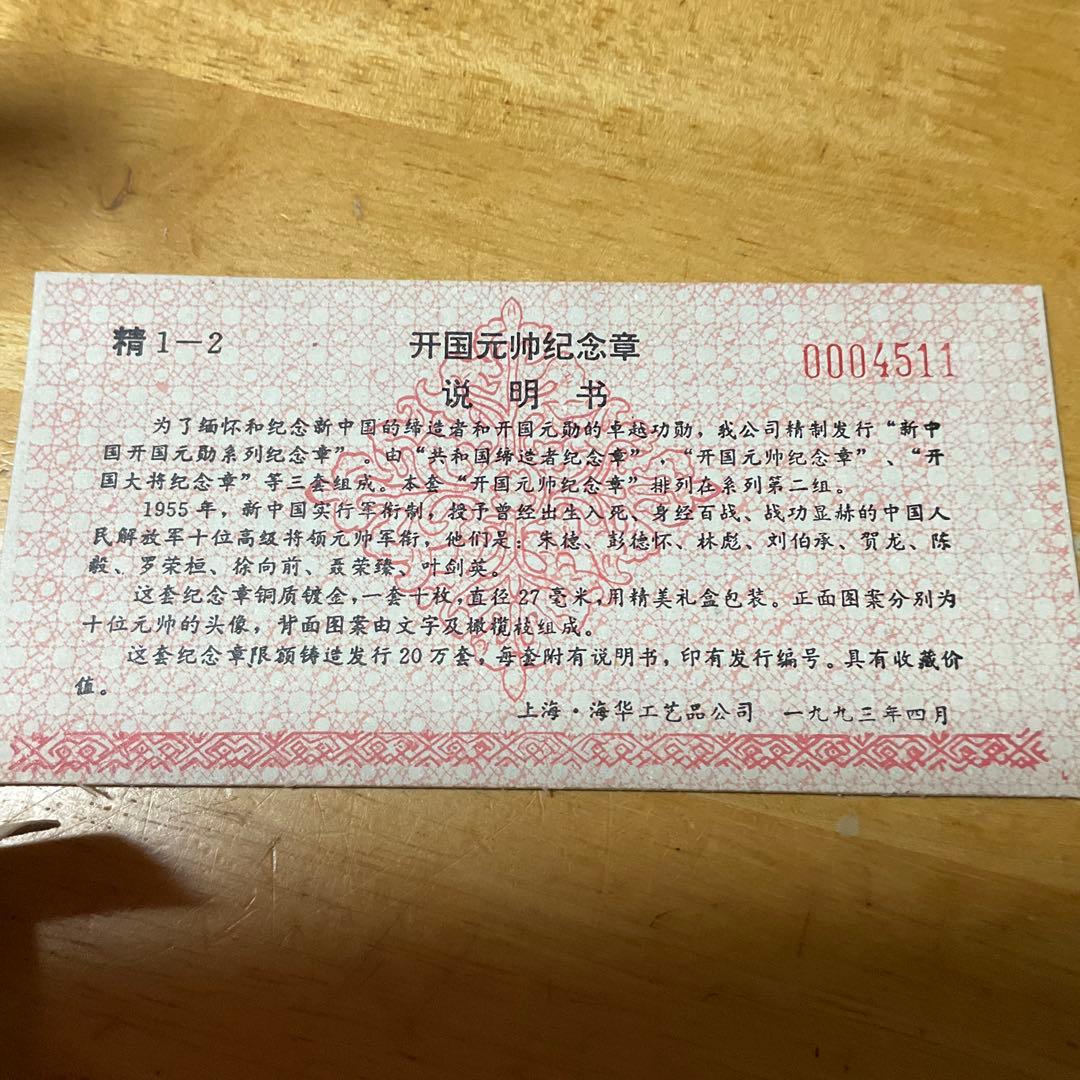 精1—2
开国元帅纪念章
0004511
说 明 书
为了缅怀和纪念新中国的缔造者和开国元勋的卓越功勋，我公司精制发行“新中
国开国元勋系列纪念章”。由“共和国缔造者纪念章”，“开国元帅纪念章”、“开
国大将纪念章”等三套组成。本套“开国元帅纪念章”排列在系列第二组。
1955年，新中国实行军衔制，授予曾经出生入死、身经百战、战功显赫的中国人
民解放军十位高级将领元帅军衔，他们是：朱德、彭德怀、林彪、刘伯承、贺龙、陈
毅、罗荣桓、徐向前、聂荣臻、叶剑英。
这套纪念章铜质镀金，一套十枚，直径27毫米，用精美礼盒包装。正面图案分别为
十位元帅的头像，背面图案由文字及橄榄枝组成。
这套纪念章限额铸造发行20万套，每套附有说明书，印有发行编号。具有收藏价
值。
上海·海华工艺品公司 一九九三年四月